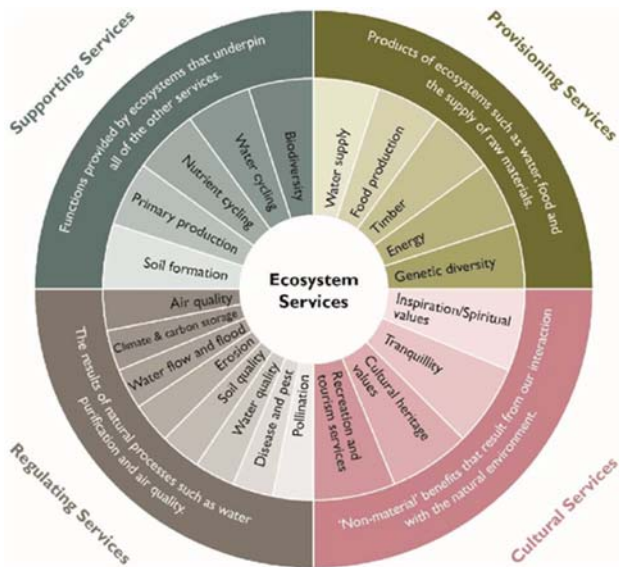 Supporting Services
Functions provided by ecosystems that underpin
all of the other services.
Biodiversity
Water cycling
Nutrient cycling
Primary production
Soil formation
Provisioning Services
Products of ecosystems such as water, food and
the supply of raw materials.
Water supply
Food production
Timber
Energy
Genetic diversity
Ecosystem
Services
Regulating Services
The results of natural processes such as water
purification and air quality.
Air quality
Climate & carbon storage
Water flow and flood
Erosion
Soil quality
Water quality
Disease and pest
Pollination
Cultural Services
'Non-material' benefits that result from our interaction
with the natural environment.
Inspiration/Spiritual
values
Tranquillity
Cultural heritage
values
Recreation and
tourism services